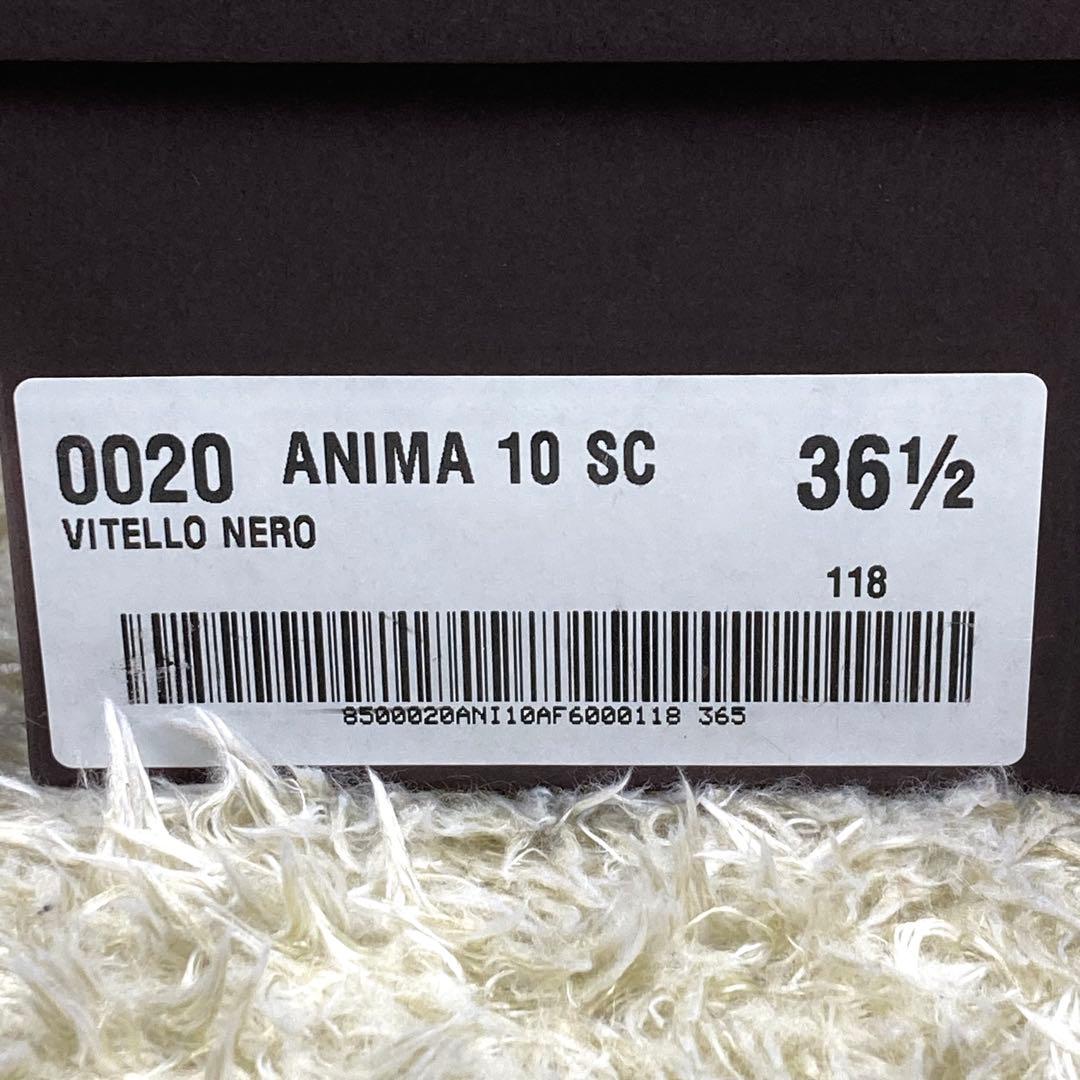 0020 ANIMA 10 SC 36½
VITELLO NERO
118
8500020ANI10AF6000118 365